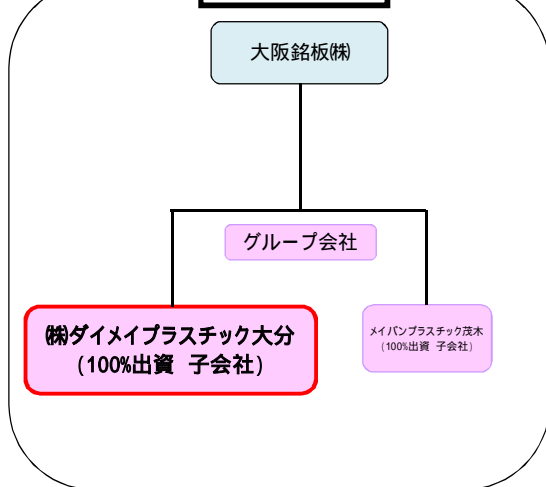 大阪銘板㈱
グループ会社
㈱ダイメイプラスチック大分
(100%出資 子会社)
メイバンプラスチック茂木
(100%出資 子会社)